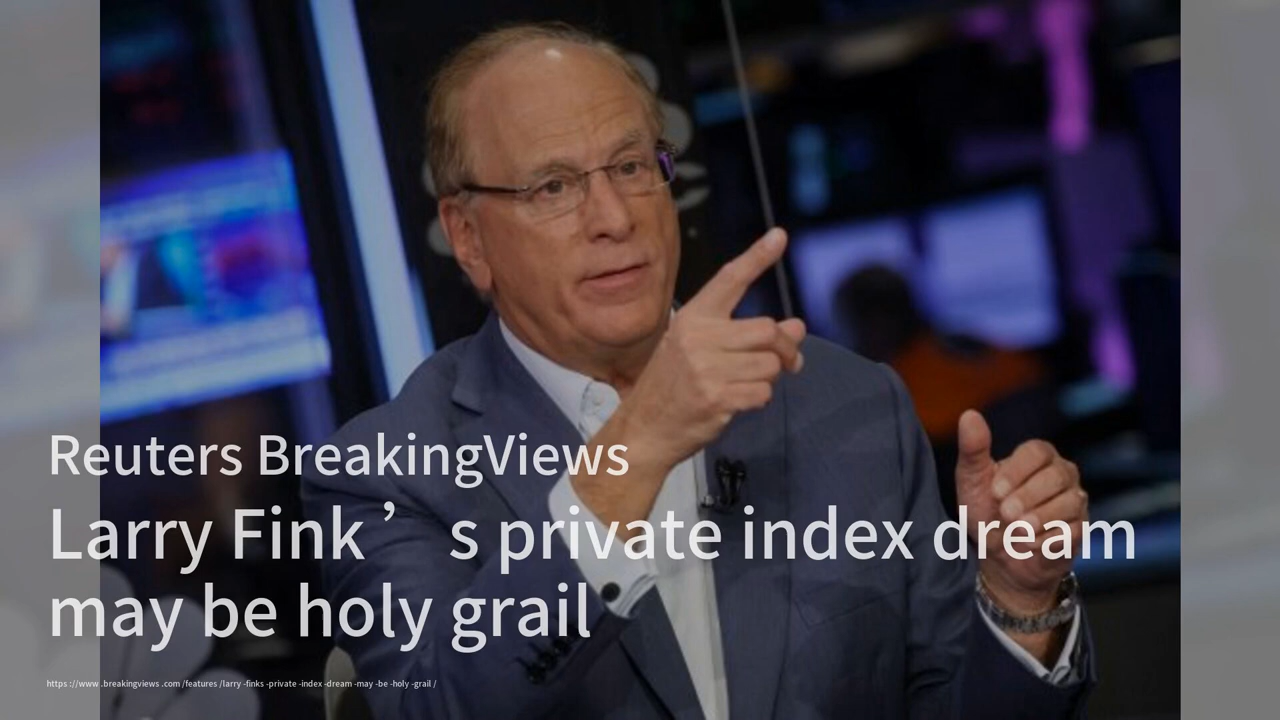 Reuters BreakingViews
Larry Fink’s private index dream
may be holy grail
https://www.breakingviews.com/features/larry-finks-private-index-dream-may-be-holy-grail/